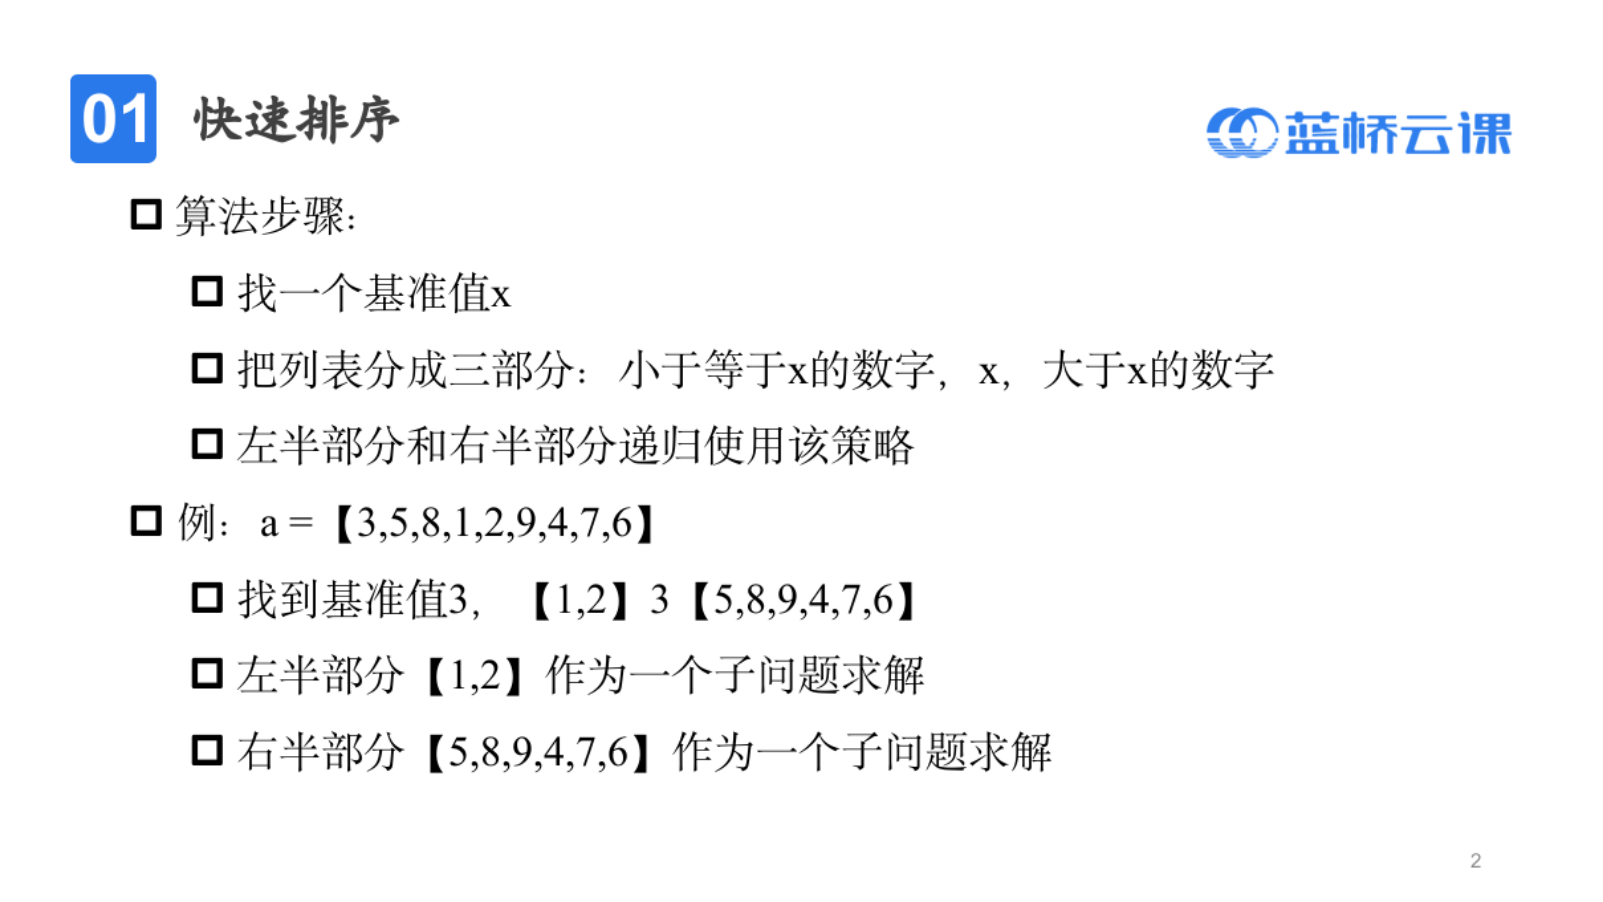 01 快速排序
蓝桥云课
算法步骤:
找一个基准值x
把列表分成三部分：小于等于x的数字，x，大于x的数字
左半部分和右半部分递归使用该策略
例：a =【3,5,8,1,2,9,4,7,6】
找到基准值3，【1,2】3【5,8,9,4,7,6】
左半部分【1,2】作为一个子问题求解
右半部分【5,8,9,4,7,6】作为一个子问题求解
2